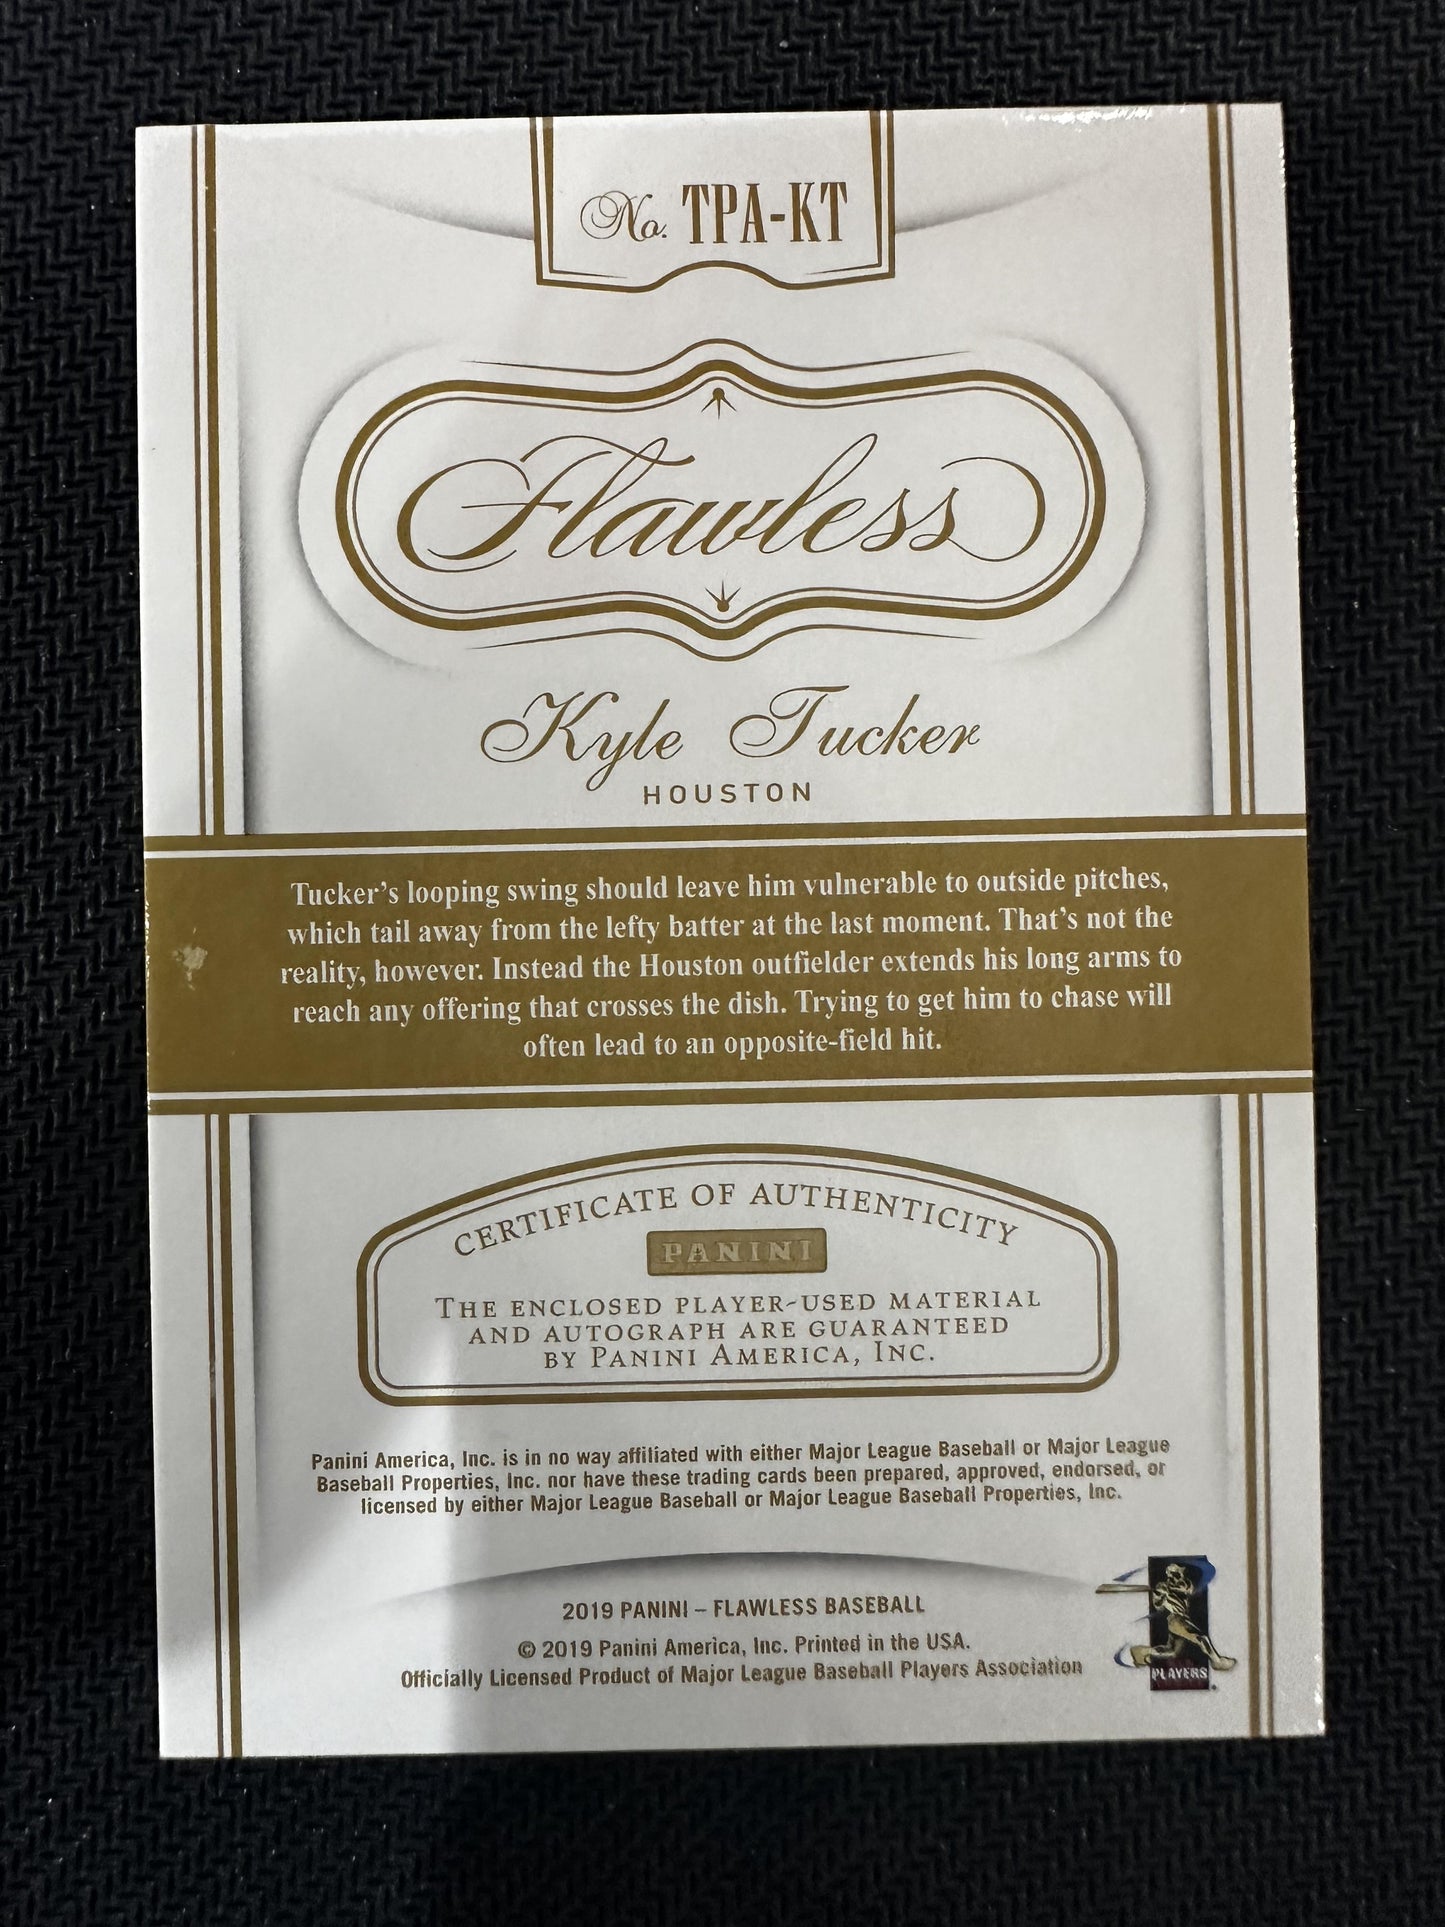 No. TPA-KT
Flawless
Kyle Tucker
HOUSTON
Tucker's looping swing should leave him vulnerable to outside pitches,
which tail away from the lefty batter at the last moment. That's not the
reality, however. Instead the Houston outfielder extends his long arms to
reach any offering that crosses the dish. Trying to get him to chase will
often lead to an opposite-field hit.
CERTIFICATE OF AUTHENTICITY
PANINI
THE ENCLOSED PLAYER-USED MATERIAL
AND AUTOGRAPH ARE GUARANTEED
BY PANINI AMERICA, INC.
Panini America, Inc. is in no way affiliated with either Major League Baseball or Major League
Baseball Properties, Inc. nor have these trading cards been prepared, approved, endorsed, or
licensed by either Major League Baseball or Major League Baseball Properties, Inc.
2019 PANINI – FLAWLESS BASEBALL
© 2019 Panini America, Inc. Printed in the USA.
Officially Licensed Product of Major League Baseball Players Association
PLAYERS